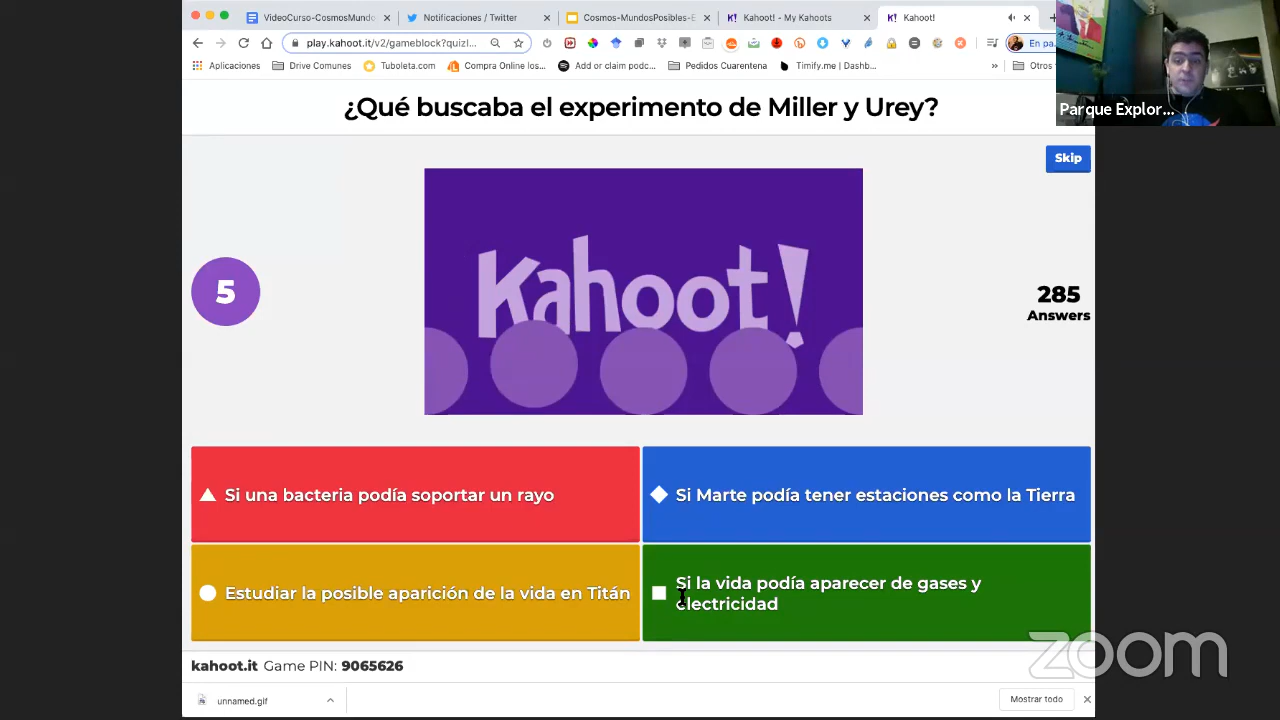 VideoCurso-CosmosMundo
Notificaciones / Twitter
Cosmos-MundosPosibles-E
K! Kahoot! - My Kahoots
K! Kahoot!
play.kahoot.it/v2/gameblock?quizI...
En pa
Aplicaciones
Drive Comunes
Tuboleta.com
Compra Online los...
Add or claim podc...
Pedidos Cuarentena
Timify.me | Dashb...
»
Otros
Parque Explor...
¿Qué buscaba el experimento de Miller y Urey?
Skip
Kahoot!
5
285
Answers
Si una bacteria podía soportar un rayo
Si Marte podía tener estaciones como la Tierra
Estudiar la posible aparición de la vida en Titán
Si la vida podía aparecer de gases y
electricidad
kahoot.it Game PIN: 9065626
zoom
unnamed.gif
Mostrar todo